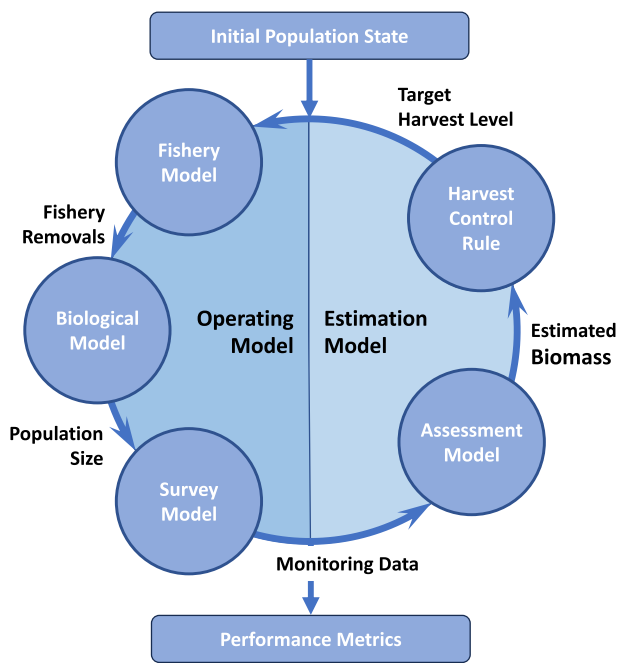 Initial Population State
Target
Harvest Level
Fishery
Model
Harvest
Control
Rule
Fishery
Removals
Biological
Model
Operating
Model
Estimation
Model
Estimated
Biomass
Population
Size
Assessment
Model
Survey
Model
Monitoring Data
Performance Metrics